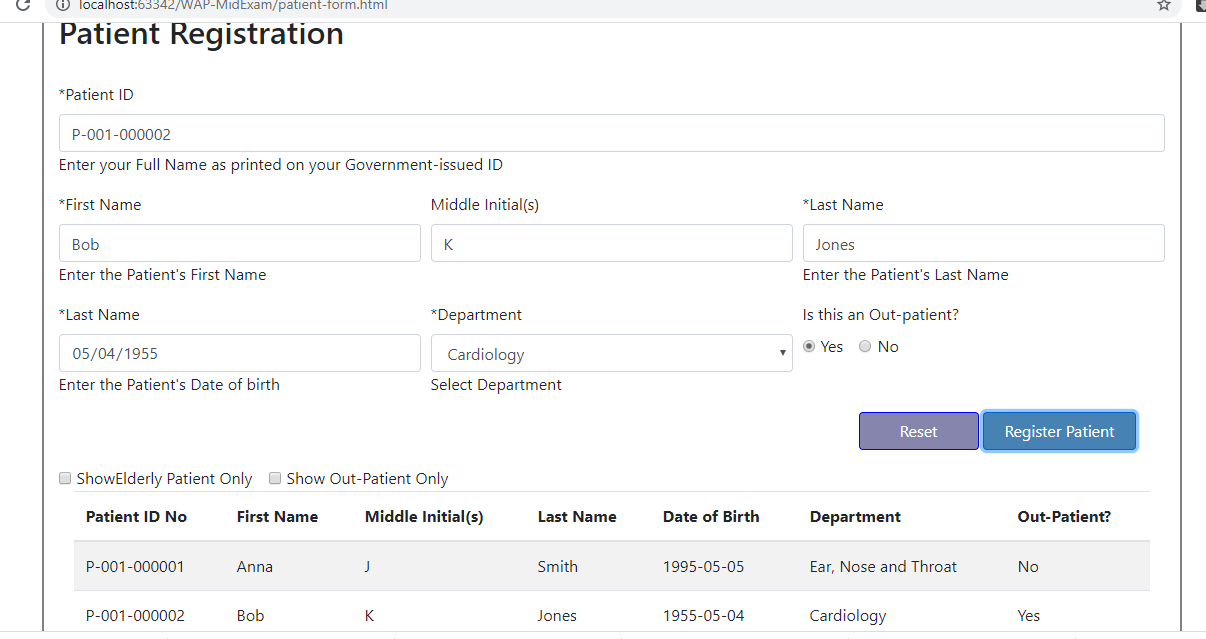 localhost:63342/WAP-MidExam/patient-form.html
Patient Registration
*Patient ID
P-001-000002
Enter your Full Name as printed on your Government-issued ID
*First Name Middle Initial(s) *Last Name
Bob K Jones
Enter the Patient's First Name Enter the Patient's Last Name
*Last Name *Department Is this an Out-patient?
05/04/1955 Cardiology Yes No
Enter the Patient's Date of birth Select Department
Reset Register Patient
ShowElderly Patient Only Show Out-Patient Only
Patient ID No First Name Middle Initial(s) Last Name Date of Birth Department Out-Patient?
P-001-000001 Anna J Smith 1995-05-05 Ear, Nose and Throat No
P-001-000002 Bob K Jones 1955-05-04 Cardiology Yes